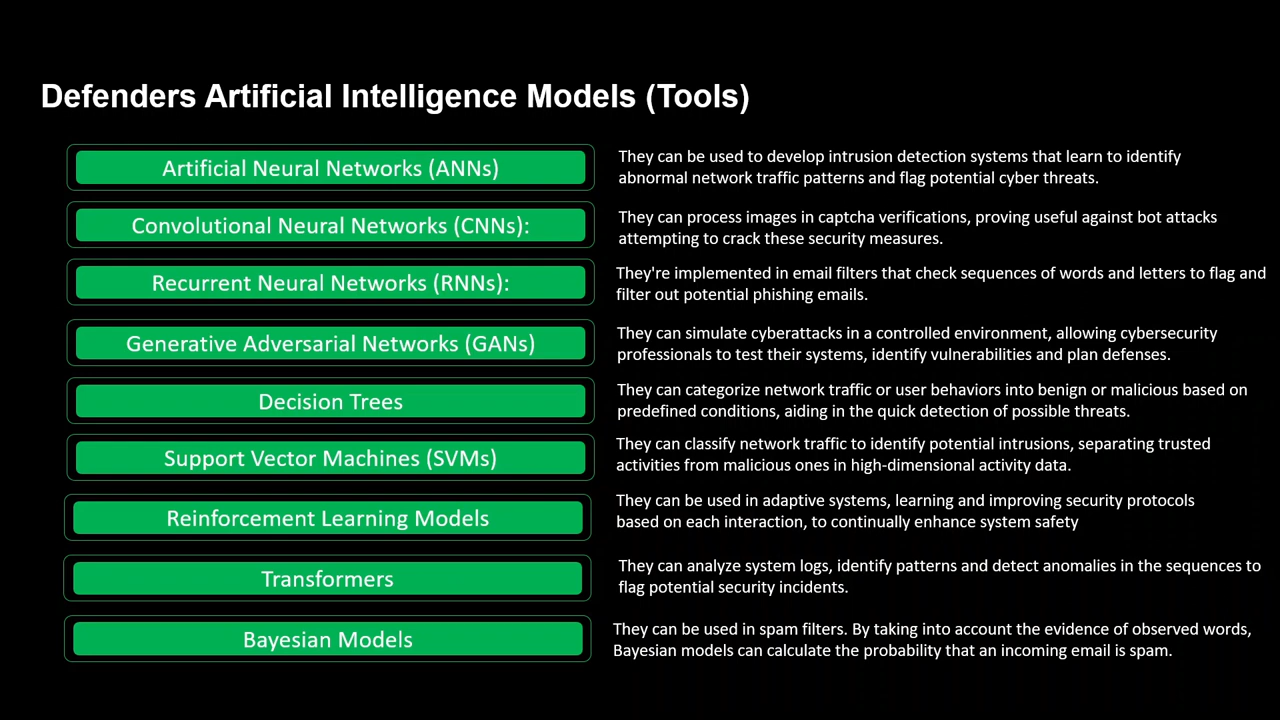 Defenders Artificial Intelligence Models (Tools)
Artificial Neural Networks (ANNs)
They can be used to develop intrusion detection systems that learn to identify
abnormal network traffic patterns and flag potential cyber threats.
Convolutional Neural Networks (CNNs):
They can process images in captcha verifications, proving useful against bot attacks
attempting to crack these security measures.
Recurrent Neural Networks (RNNs):
They're implemented in email filters that check sequences of words and letters to flag and
filter out potential phishing emails.
Generative Adversarial Networks (GANs)
They can simulate cyberattacks in a controlled environment, allowing cybersecurity
professionals to test their systems, identify vulnerabilities and plan defenses.
Decision Trees
They can categorize network traffic or user behaviors into benign or malicious based on
predefined conditions, aiding in the quick detection of possible threats.
Support Vector Machines (SVMs)
They can classify network traffic to identify potential intrusions, separating trusted
activities from malicious ones in high-dimensional activity data.
Reinforcement Learning Models
They can be used in adaptive systems, learning and improving security protocols
based on each interaction, to continually enhance system safety
Transformers
They can analyze system logs, identify patterns and detect anomalies in the sequences to
flag potential security incidents.
Bayesian Models
They can be used in spam filters. By taking into account the evidence of observed words,
Bayesian models can calculate the probability that an incoming email is spam.